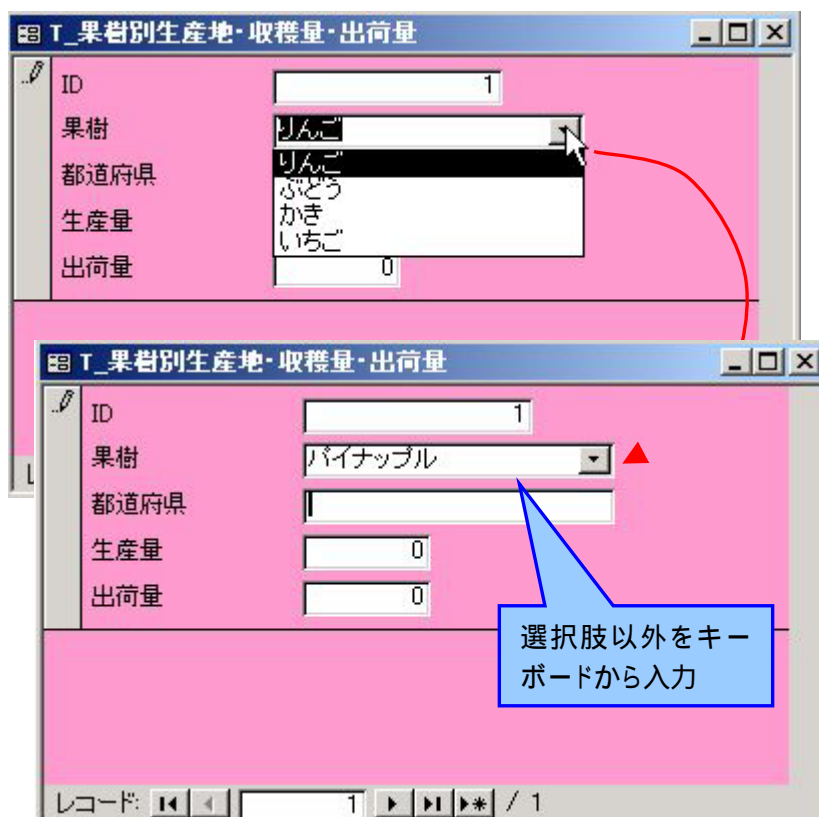 T_果樹別生産地・収穫量・出荷量
ID 1
果樹 りんご
りんご
都道府県
ぶどう
生産量
かき
いちご
出荷量 0
T_果樹別生産地・収穫量・出荷量
ID 1
果樹 パイナップル
都道府県
生産量 0
出荷量 0
選択肢以外をキー
ボードから入力
レコード: 1 / 1